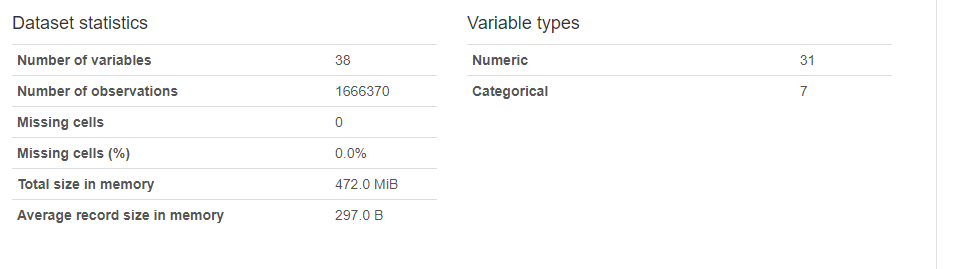 Dataset statistics
Number of variables 38
Number of observations 1666370
Missing cells 0
Missing cells (%) 0.0%
Total size in memory 472.0 MiB
Average record size in memory 297.0 B
Variable types
Numeric 31
Categorical 7